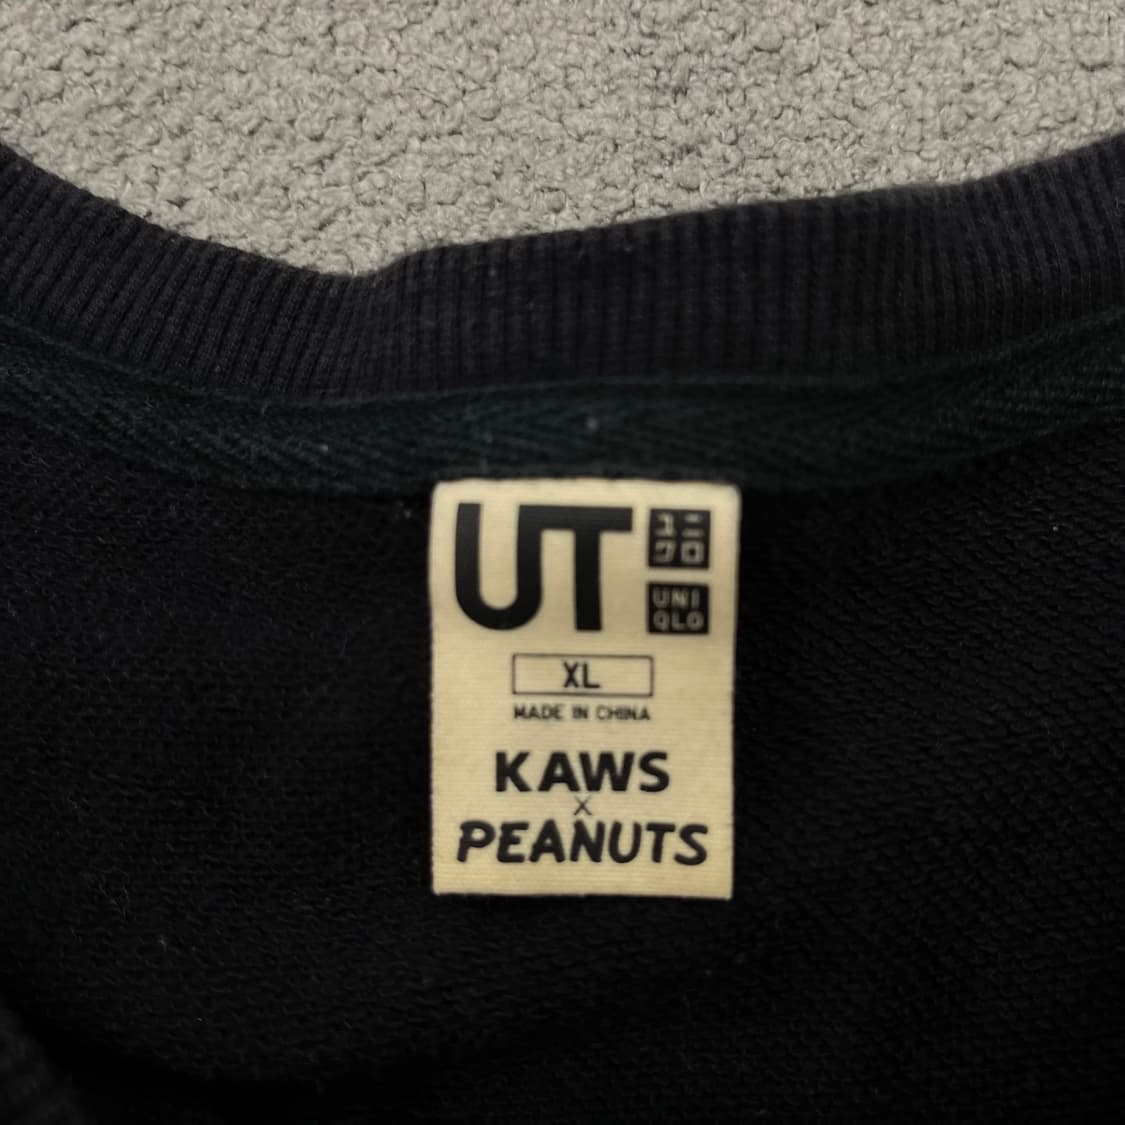 UT
ユニ
クロ
UNI
QLO
XL
MADE IN CHINA
KAWS
X
PEANUTS